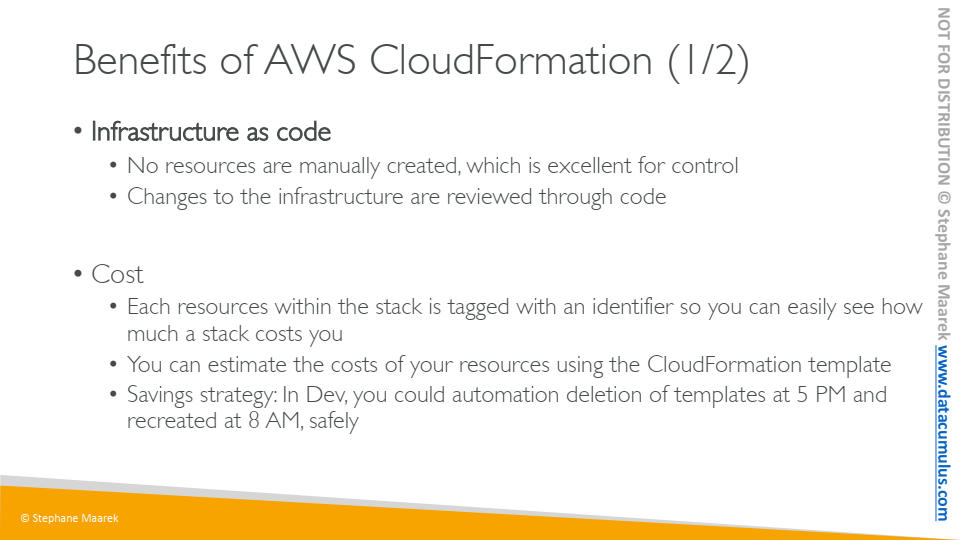 Benefits of AWS CloudFormation (1/2)
• Infrastructure as code
• No resources are manually created, which is excellent for control
• Changes to the infrastructure are reviewed through code
• Cost
• Each resources within the stack is tagged with an identifier so you can easily see how
much a stack costs you
• You can estimate the costs of your resources using the CloudFormation template
• Savings strategy: In Dev, you could automation deletion of templates at 5 PM and
recreated at 8 AM, safely
© Stephane Maarek
NOT FOR DISTRIBUTION © Stephane Maarek www.datacumulus.com